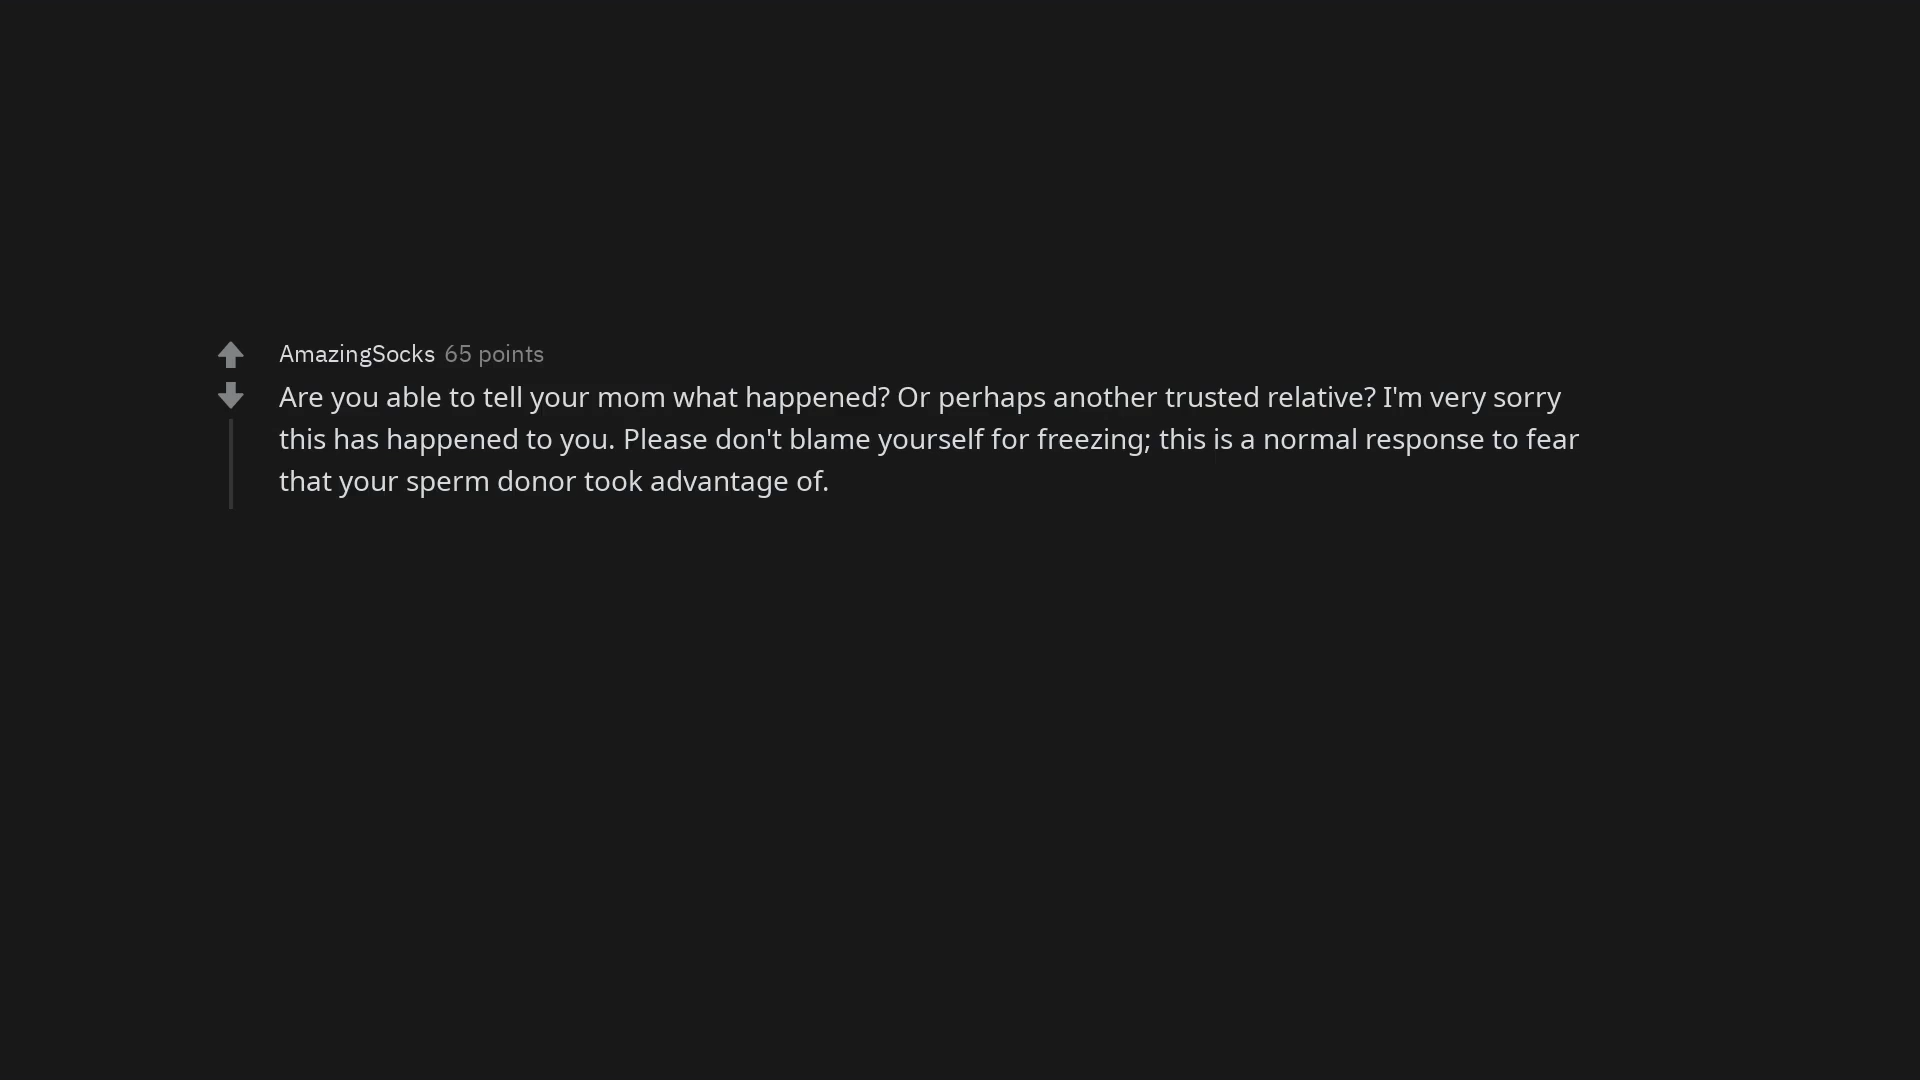 AmazingSocks 65 points
Are you able to tell your mom what happened? Or perhaps another trusted relative? I'm very sorry
this has happened to you. Please don't blame yourself for freezing; this is a normal response to fear
that your sperm donor took advantage of.